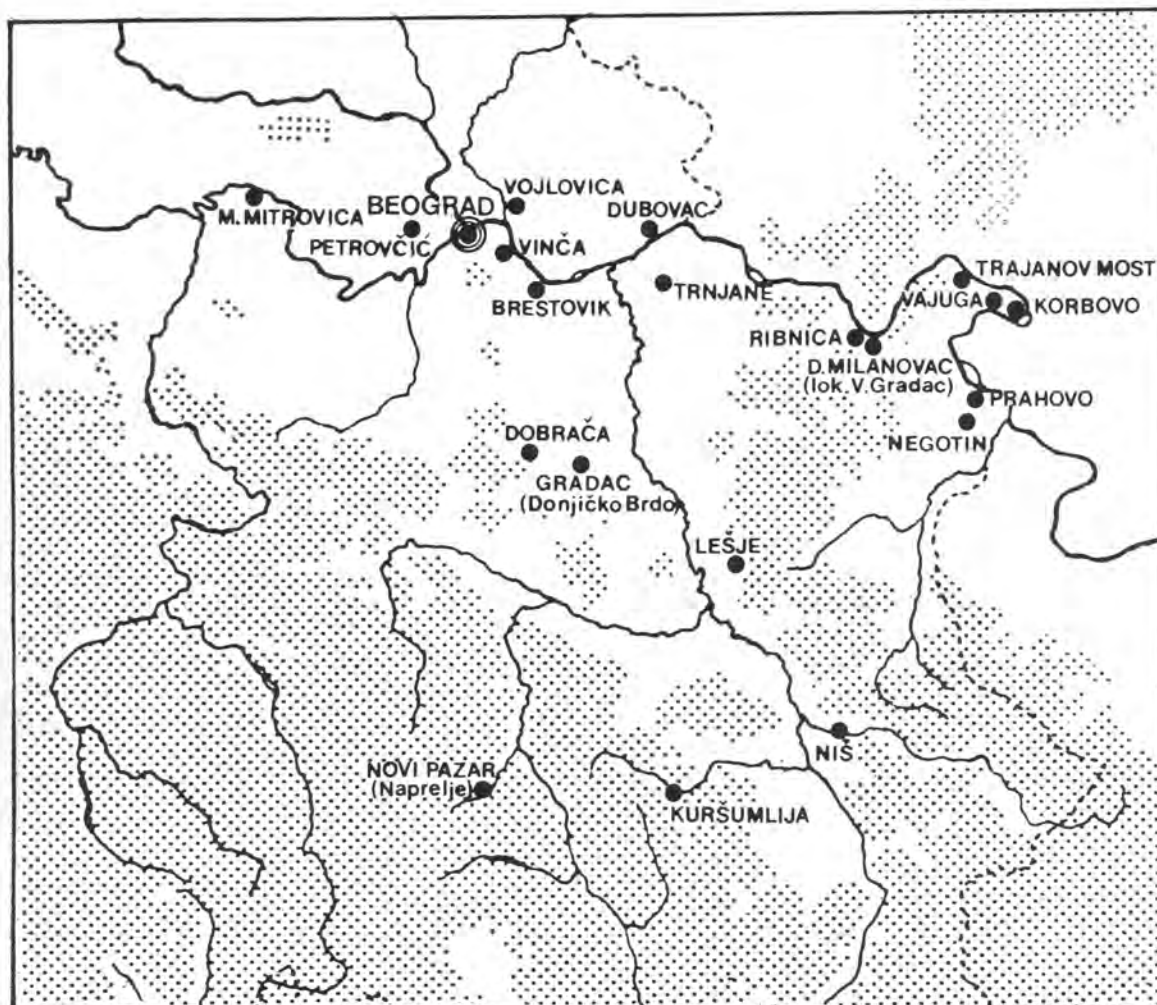 VOJLOVICA
M. MITROVICA
BEOGRAD
DUBOVAC
PETROVČIĆ
VINČA
TRAJANOV MOST
BRESTOVIK
TRNJANE
VAJUGA
KORBOVO
RIBNICA
D. MILANOVAC
(lok. V. Gradac)
PRAHOVO
NEGOTIN
DOBRAČA
GRADAC
(Donjičko Brdo)
LEŠJE
NIŠ
NOVI PAZAR
(Naprelje)
KURŠUMLIJA